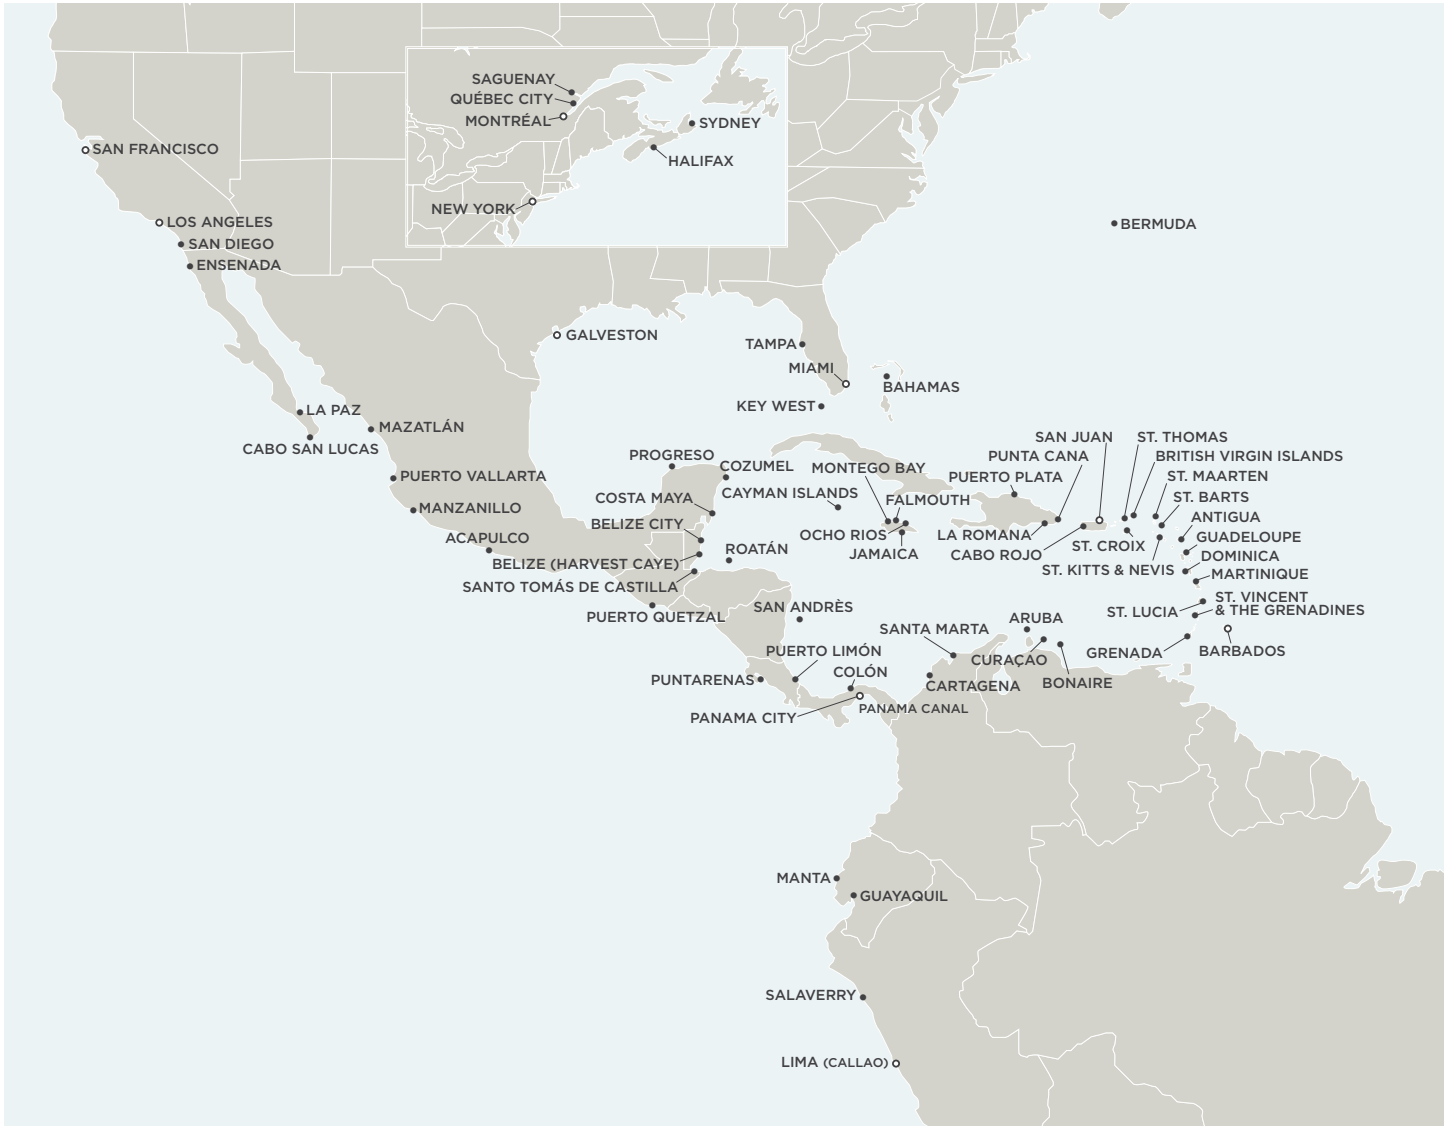 SAGUENAY
QUÉBEC CITY
MONTRÉAL
SYDNEY
HALIFAX
NEW YORK
SAN FRANCISCO
LOS ANGELES
SAN DIEGO
ENSENADA
BERMUDA
GALVESTON
TAMPA
MIAMI
BAHAMAS
KEY WEST
LA PAZ
MAZATLÁN
CABO SAN LUCAS
PUERTO VALLARTA
MANZANILLO
ACAPULCO
PROGRESO
COZUMEL
COSTA MAYA
CAYMAN ISLANDS
BELIZE CITY
BELIZE (HARVEST CAYE)
ROATÁN
SANTO TOMÁS DE CASTILLA
PUERTO QUETZAL
MONTEGO BAY
FALMOUTH
OCHO RIOS
JAMAICA
SAN JUAN
PUNTA CANA
PUERTO PLATA
LA ROMANA
CABO ROJO
ST. THOMAS
BRITISH VIRGIN ISLANDS
ST. MAARTEN
ST. BARTS
ANTIGUA
GUADELOUPE
ST. CROIX
DOMINICA
ST. KITTS & NEVIS
MARTINIQUE
ST. VINCENT
& THE GRENADINES
ST. LUCIA
GRENADA
BARBADOS
SAN ANDRÈS
SANTA MARTA
ARUBA
CURAÇAO
BONAIRE
CARTAGENA
PUERTO LIMÓN
PUNTARENAS
COLÓN
PANAMA CITY
PANAMA CANAL
MANTA
GUAYAQUIL
SALAVERRY
LIMA (CALLAO)